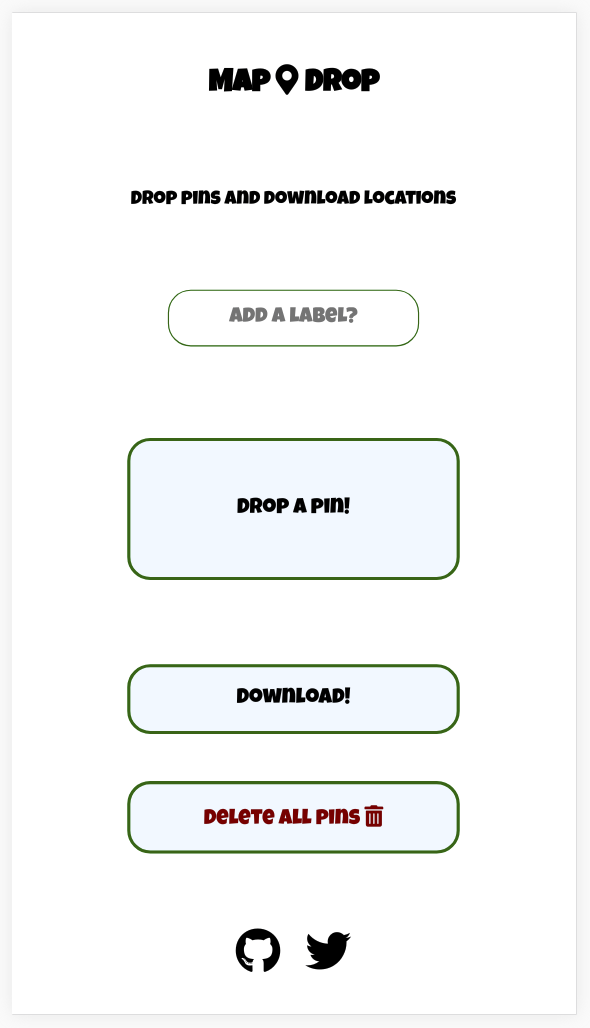 MAP DROP
DROP PINS AND DOWNLOAD LOCATIONS
ADD A LABEL?
DROP A PIN!
DOWNLOAD!
DELETE ALL PINS